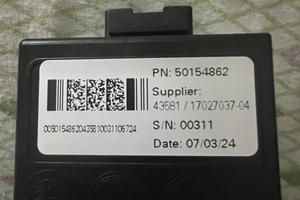 PN: 50154862
Supplier:
43581 / 17027037-04
S/N: 00311
00501548620435810031106724
Date: 07/03/24